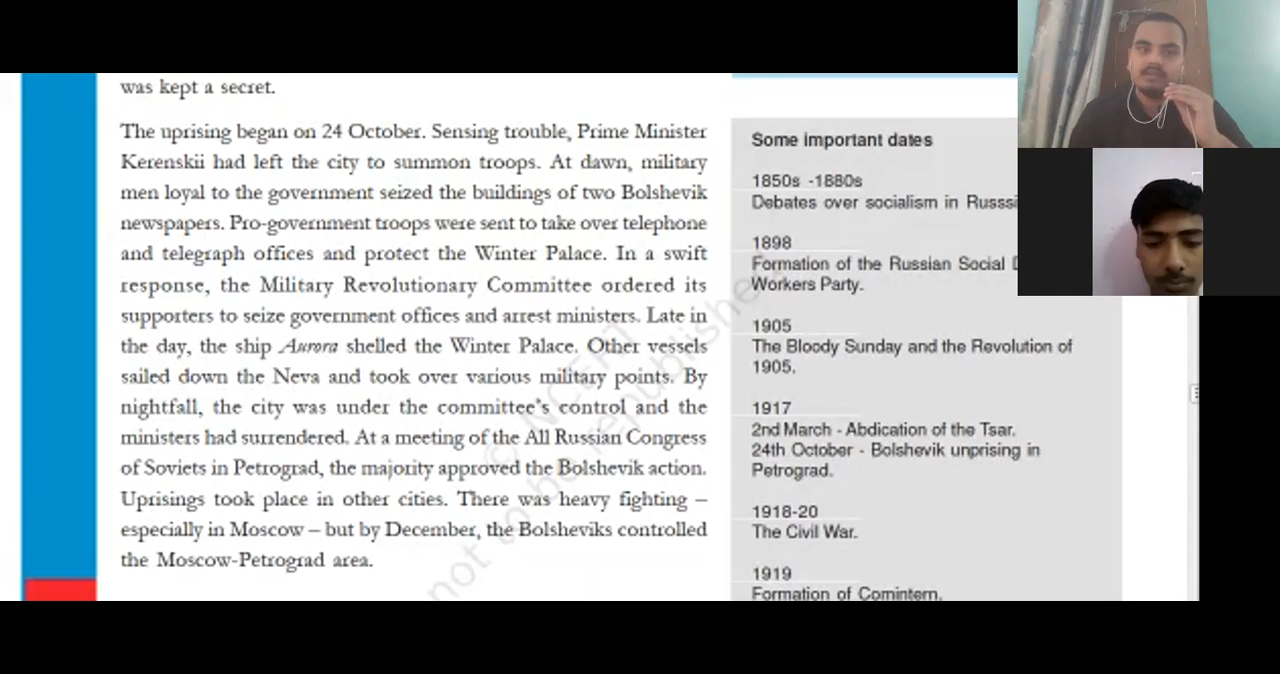 was kept a secret.
The uprising began on 24 October. Sensing trouble, Prime Minister
Kerenskii had left the city to summon troops. At dawn, military
men loyal to the government seized the buildings of two Bolshevik
newspapers. Pro-government troops were sent to take over telephone
and telegraph offices and protect the Winter Palace. In a swift
response, the Military Revolutionary Committee ordered its
supporters to seize government offices and arrest ministers. Late in
the day, the ship Aurora shelled the Winter Palace. Other vessels
sailed down the Neva and took over various military points. By
nightfall, the city was under the committee's control and the
ministers had surrendered. At a meeting of the All Russian Congress
of Soviets in Petrograd, the majority approved the Bolshevik action.
Uprisings took place in other cities. There was heavy fighting –
especially in Moscow – but by December, the Bolsheviks controlled
the Moscow-Petrograd area.
Some important dates
1850s -1880s
Debates over socialism in Russsi
1898
Formation of the Russian Social
Workers Party.
1905
The Bloody Sunday and the Revolution of
1905.
1917
2nd March - Abdication of the Tsar.
24th October - Bolshevik unprising in
Petrograd.
1918-20
The Civil War.
1919
Formation of Comintern.
© NCERT
not to be republished